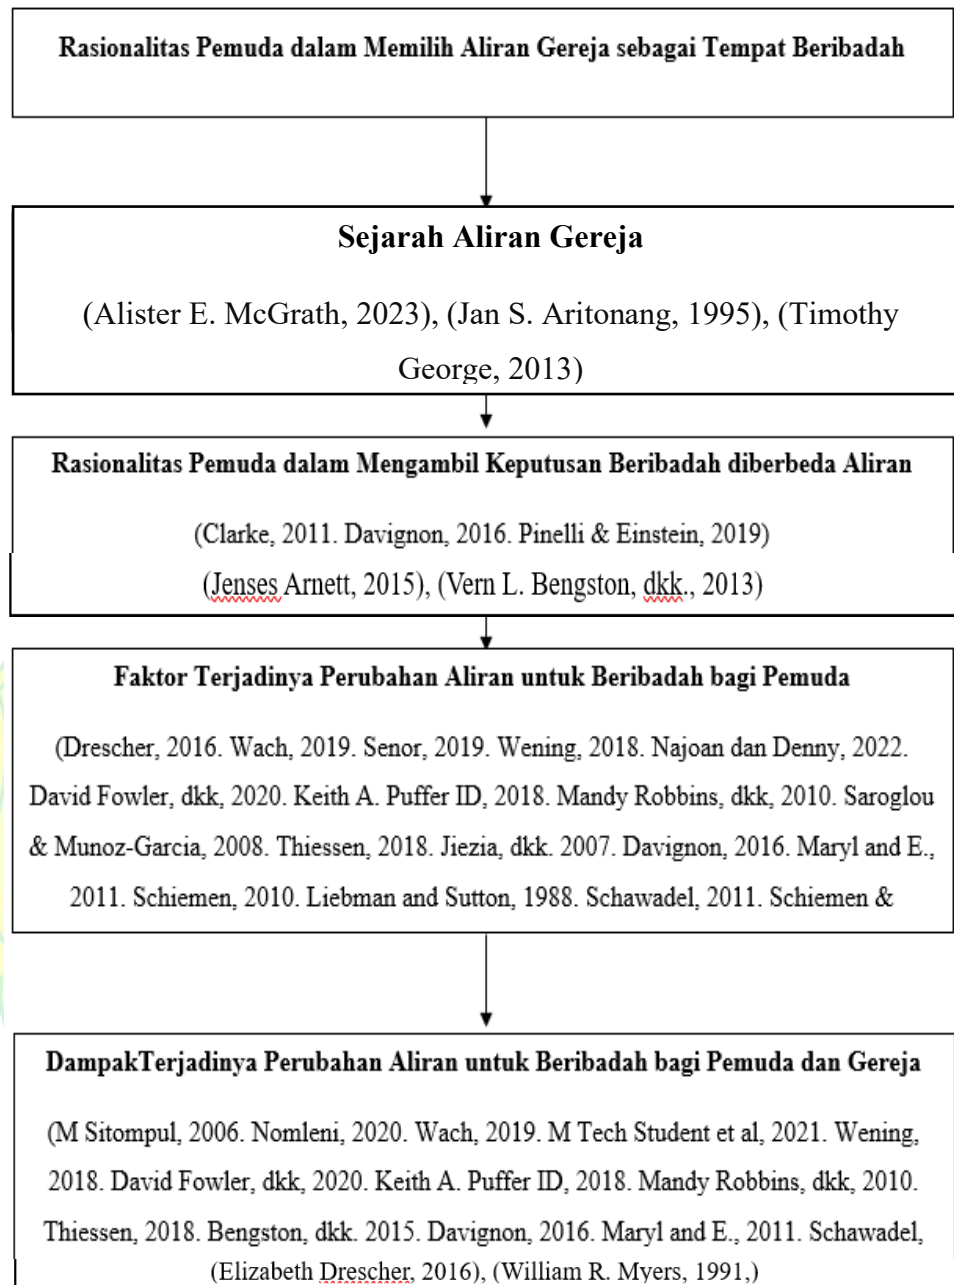 Rasionalitas Pemuda dalam Memilih Aliran Gereja sebagai Tempat Beribadah
Sejarah Aliran Gereja
(Alister E. McGrath, 2023), (Jan S. Aritonang, 1995), (Timothy
George, 2013)
Rasionalitas Pemuda dalam Mengambil Keputusan Beribadah diberbeda Aliran
(Clarke, 2011. Davignon, 2016. Pinelli & Einstein, 2019)
(Jenses Arnett, 2015), (Vern L. Bengston, dkk., 2013)
Faktor Terjadinya Perubahan Aliran untuk Beribadah bagi Pemuda
(Drescher, 2016. Wach, 2019. Senor, 2019. Wening, 2018. Najoan dan Denny, 2022.
David Fowler, dkk, 2020. Keith A. Puffer ID, 2018. Mandy Robbins, dkk, 2010. Saroglou
& Munoz-Garcia, 2008. Thiessen, 2018. Jiezia, dkk. 2007. Davignon, 2016. Maryl and E.,
2011. Schiemen, 2010. Liebman and Sutton, 1988. Schawadel, 2011. Schiemen &
DampakTerjadinya Perubahan Aliran untuk Beribadah bagi Pemuda dan Gereja
(M Sitompul, 2006. Nomleni, 2020. Wach, 2019. M Tech Student et al, 2021. Wening,
2018. David Fowler, dkk, 2020. Keith A. Puffer ID, 2018. Mandy Robbins, dkk, 2010.
Thiessen, 2018. Bengston, dkk. 2015. Davignon, 2016. Maryl and E., 2011. Schawadel,
(Elizabeth Drescher, 2016), (William R. Myers, 1991,)